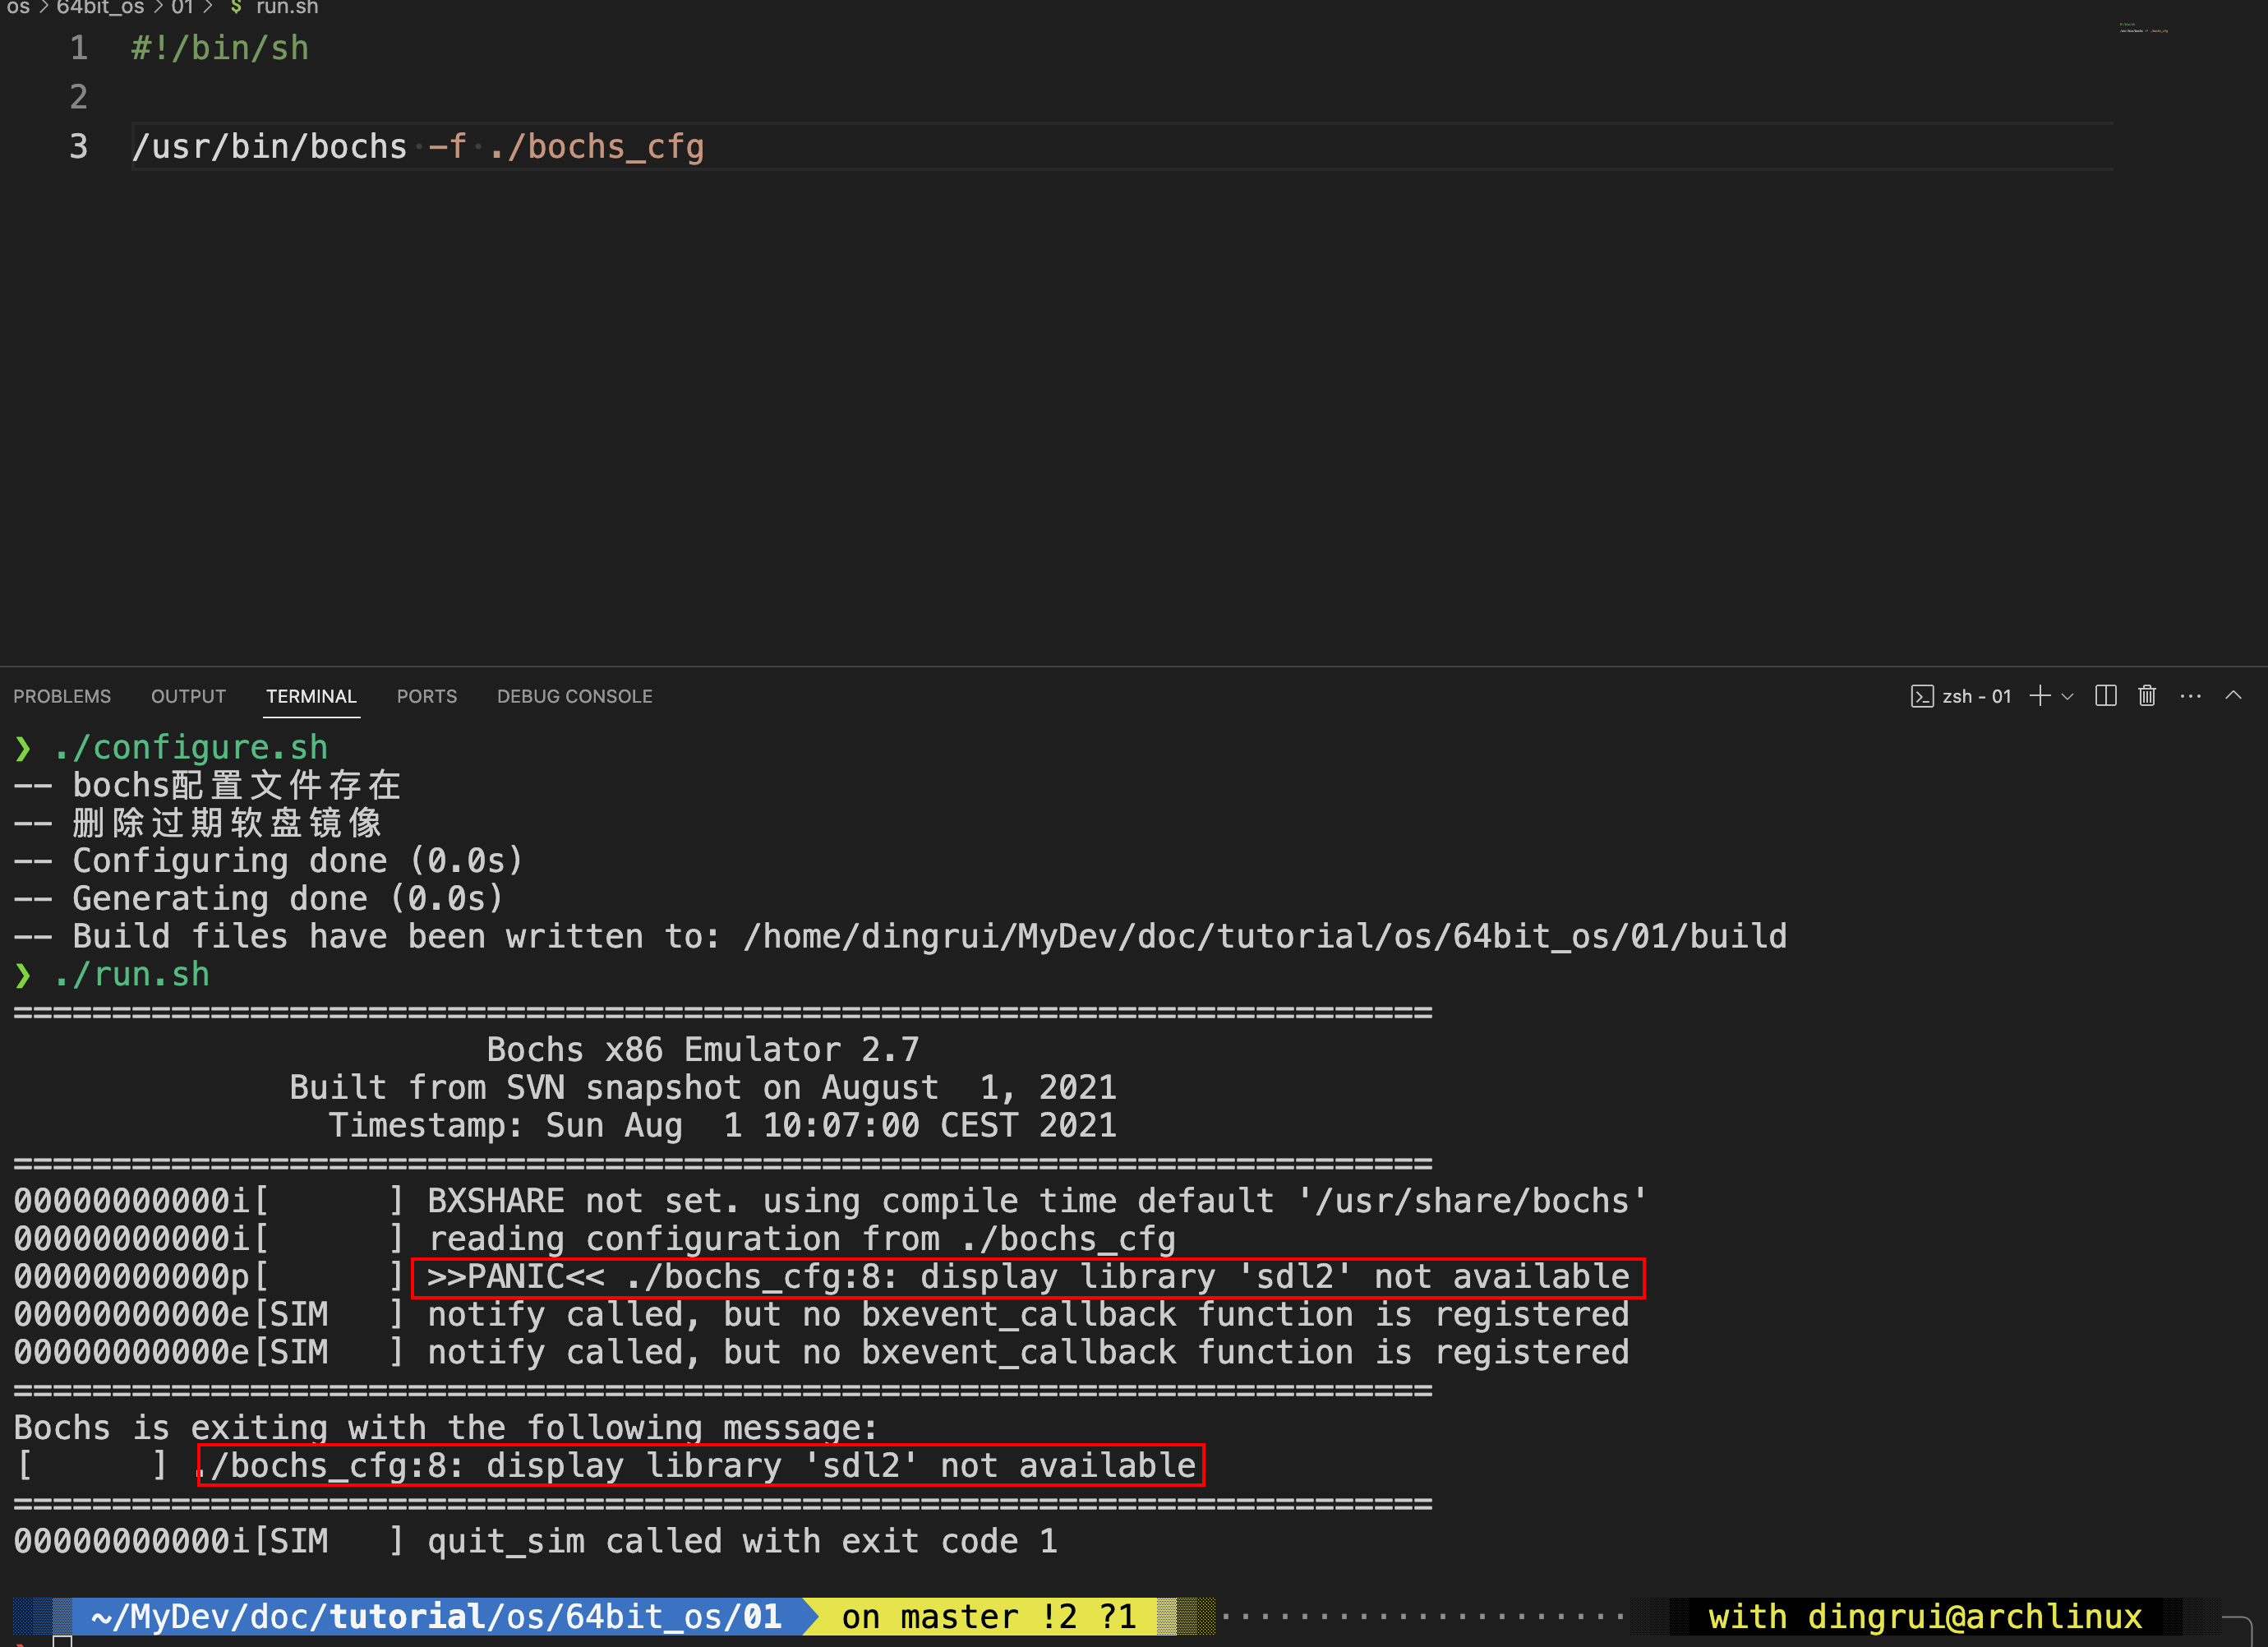 os > 64bit_os > 01 > $ run.sh
1 #!/bin/sh
2
3 /usr/bin/bochs -f ./bochs_cfg
PROBLEMS OUTPUT TERMINAL PORTS DEBUG CONSOLE zsh - 01
❯ ./configure.sh
-- bochs配置文件存在
-- 删除过期软盘镜像
-- Configuring done (0.0s)
-- Generating done (0.0s)
-- Build files have been written to: /home/dingrui/MyDev/doc/tutorial/os/64bit_os/01/build
❯ ./run.sh
========================================================================
Bochs x86 Emulator 2.7
Built from SVN snapshot on August  1, 2021
Timestamp: Sun Aug  1 10:07:00 CEST 2021
========================================================================
00000000000i[      ] BXSHARE not set. using compile time default '/usr/share/bochs'
00000000000i[      ] reading configuration from ./bochs_cfg
00000000000p[      ] >>PANIC<< ./bochs_cfg:8: display library 'sdl2' not available
00000000000e[SIM   ] notify called, but no bxevent_callback function is registered
00000000000e[SIM   ] notify called, but no bxevent_callback function is registered
========================================================================
Bochs is exiting with the following message:
[      ] ./bochs_cfg:8: display library 'sdl2' not available
========================================================================
00000000000i[SIM   ] quit_sim called with exit code 1
~/MyDev/doc/tutorial/os/64bit_os/01 on master !2 ?1 with dingrui@archlinux